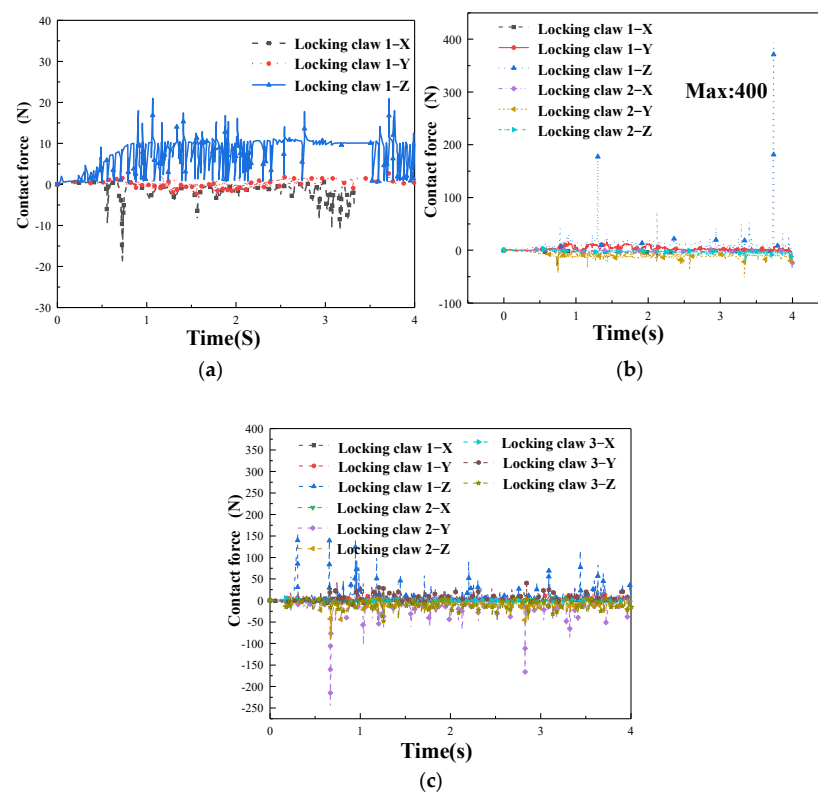 Contact force (N)
40
30
20
10
0
-10
-20
-30
Locking claw 1-X
Locking claw 1-Y
Locking claw 1-Z
0 1 2 3 4
Time(S)
(a)
Contact force (N)
400
300
200
100
0
-100
Locking claw 1-X
Locking claw 1-Y
Locking claw 1-Z
Locking claw 2-X
Locking claw 2-Y
Locking claw 2-Z
Max:400
0 1 2 3 4
Time(s)
(b)
Contact force (N)
400
350
300
250
200
150
100
50
0
-50
-100
-150
-200
-250
Locking claw 1-X
Locking claw 1-Y
Locking claw 1-Z
Locking claw 2-X
Locking claw 2-Y
Locking claw 2-Z
Locking claw 3-X
Locking claw 3-Y
Locking claw 3-Z
0 1 2 3 4
Time(s)
(c)